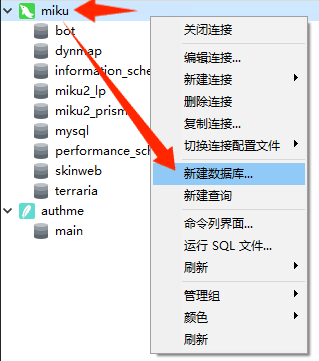 miku
bot
dynmap
information_sche
miku2_lp
miku2_prism
mysql
performance_sch
skinweb
terraria
authme
main
关闭连接
编辑连接...
新建连接
删除连接
复制连接...
切换连接配置文件
新建数据库...
新建查询
命令列界面...
运行 SQL 文件...
刷新
管理组
颜色
刷新